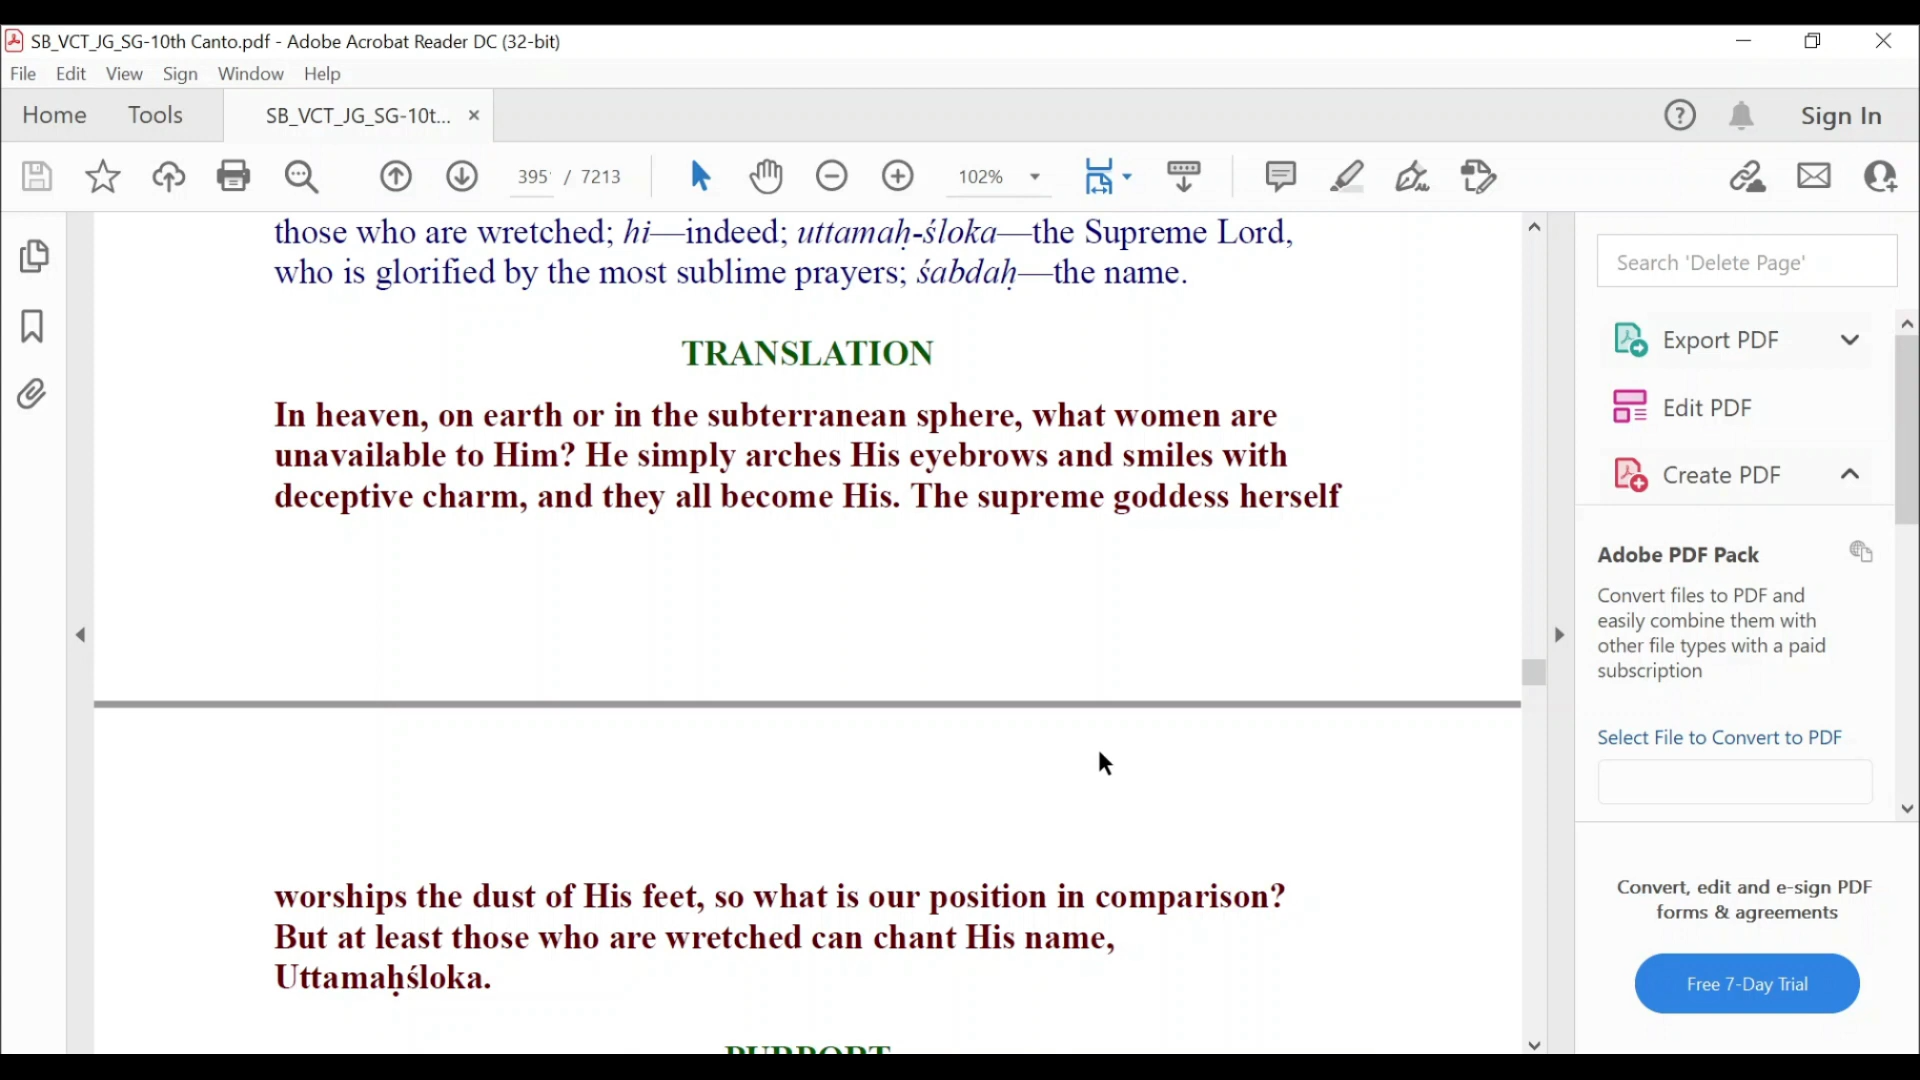 SB_VCT_JG_SG-10th Canto.pdf - Adobe Acrobat Reader DC (32-bit)
File Edit View Sign Window Help
Home Tools SB_VCT_JG_SG-10t... × Sign In
395 / 7213 102%
those who are wretched; hi—indeed; uttamaḥ-śloka—the Supreme Lord,
who is glorified by the most sublime prayers; śabdaḥ—the name.
TRANSLATION
In heaven, on earth or in the subterranean sphere, what women are
unavailable to Him? He simply arches His eyebrows and smiles with
deceptive charm, and they all become His. The supreme goddess herself
worships the dust of His feet, so what is our position in comparison?
But at least those who are wretched can chant His name,
Uttamaḥśloka.
PURPORT
Search 'Delete Page'
Export PDF
Edit PDF
Create PDF
Adobe PDF Pack
Convert files to PDF and
easily combine them with
other file types with a paid
subscription
Select File to Convert to PDF
Convert, edit and e-sign PDF
forms & agreements
Free 7-Day Trial